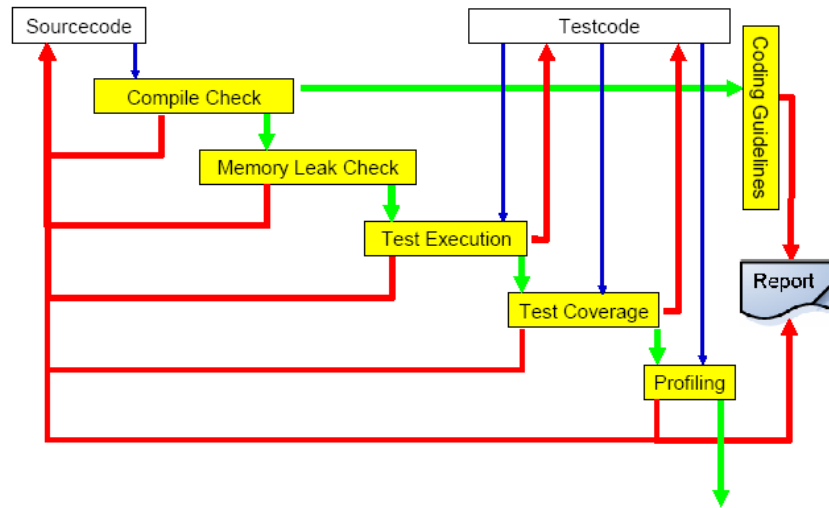 Sourcecode
Testcode
Compile Check
Coding Guidelines
Memory Leak Check
Test Execution
Report
Test Coverage
Profiling